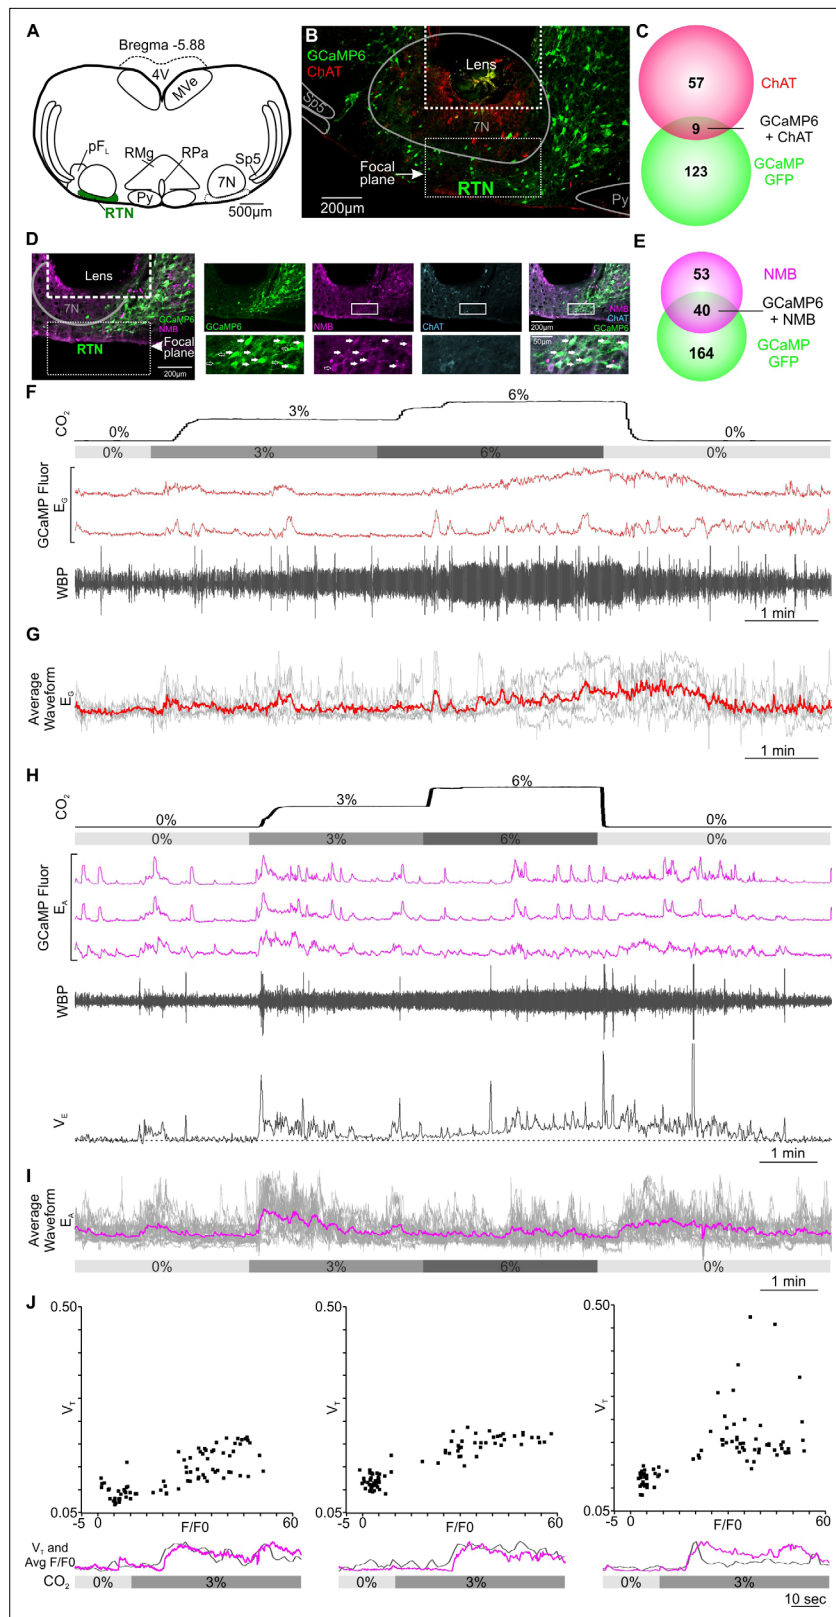 A
Bregma -5.88
4V
MVe
pFL
RMg
RPa
Sp5
7N
Py
RTN
500µm
B
GCaMP6
ChAT
Lens
Sp5
7N
Focal
plane
RTN
200µm
Py
C
57
ChAT
9
GCaMP6
+ ChAT
123
GCaMP
GFP
D
Lens
7N
GCaMP6
NMB
RTN
Focal
plane
200µm
GCaMP6
NMB
ChAT
NMB
ChAT
GCaMP6
200µm
50µm
E
53
NMB
40
GCaMP6
+ NMB
164
GCaMP
GFP
F
CO2
0%
3%
6%
0%
0%
3%
6%
0%
GCaMP Fluor
EG
WBP
1 min
G
Average
Waveform
EG
1 min
H
CO2
0%
3%
6%
0%
0%
3%
6%
0%
GCaMP Fluor
EA
WBP
VE
1 min
I
Average
Waveform
EA
0%
3%
6%
0%
1 min
J
0.50
VT
0.05
-5
0
F/F0
60
0.50
VT
0.05
-5
0
F/F0
60
0.50
VT
0.05
-5
0
F/F0
60
VT and
Avg F/F0
CO2
0%
3%
0%
3%
0%
3%
10 sec